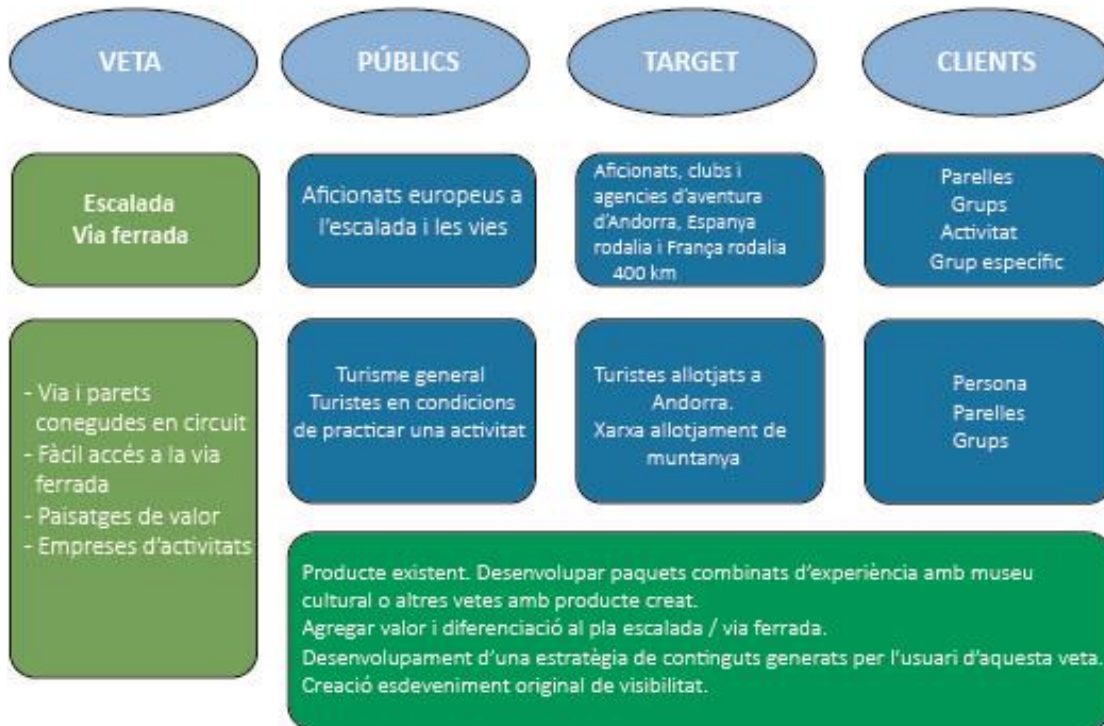 VETA
PÚBLICS
TARGET
CLIENTS
Escalada
Via ferrada
Aficionats europeus a
l'escalada i les vies
Aficionats, clubs i
agencies d'aventura
d'Andorra, Espanya
rodalia i França rodalia
400 km
Parelles
Grups
Activitat
Grup específic
- Via i parets
conegudes en circuit
- Fàcil accés a la via
ferrada
- Paisatges de valor
- Empreses d'activitats
Turisme general
Turistes en condicions
de practicar una activitat
Turistes allotjats a
Andorra.
Xarxa allotjament de
muntanya
Persona
Parelles
Grups
Producte existent. Desenvolupar paquets combinats d'experiència amb museu
cultural o altres vetes amb producte creat.
Agregar valor i diferenciació al pla escalada / via ferrada.
Desenvolupament d'una estratègia de continguts generats per l'usuari d'aquesta veta.
Creació esdeveniment original de visibilitat.